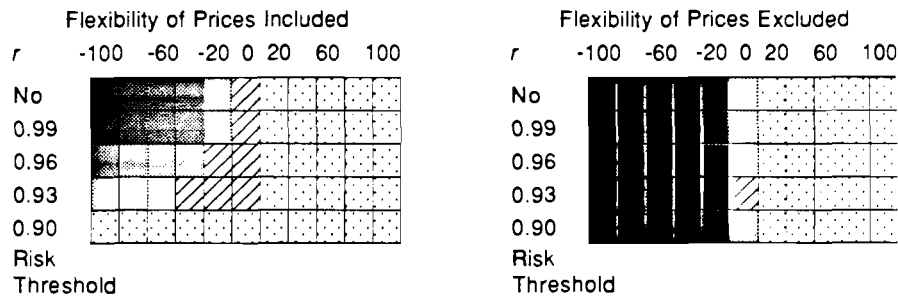 Flexibility of Prices Included
r -100 -60 -20 0 20 60 100
No
0.99
0.96
0.93
0.90
Risk
Threshold
Flexibility of Prices Excluded
r -100 -60 -20 0 20 60 100
No
0.99
0.96
0.93
0.90
Risk
Threshold